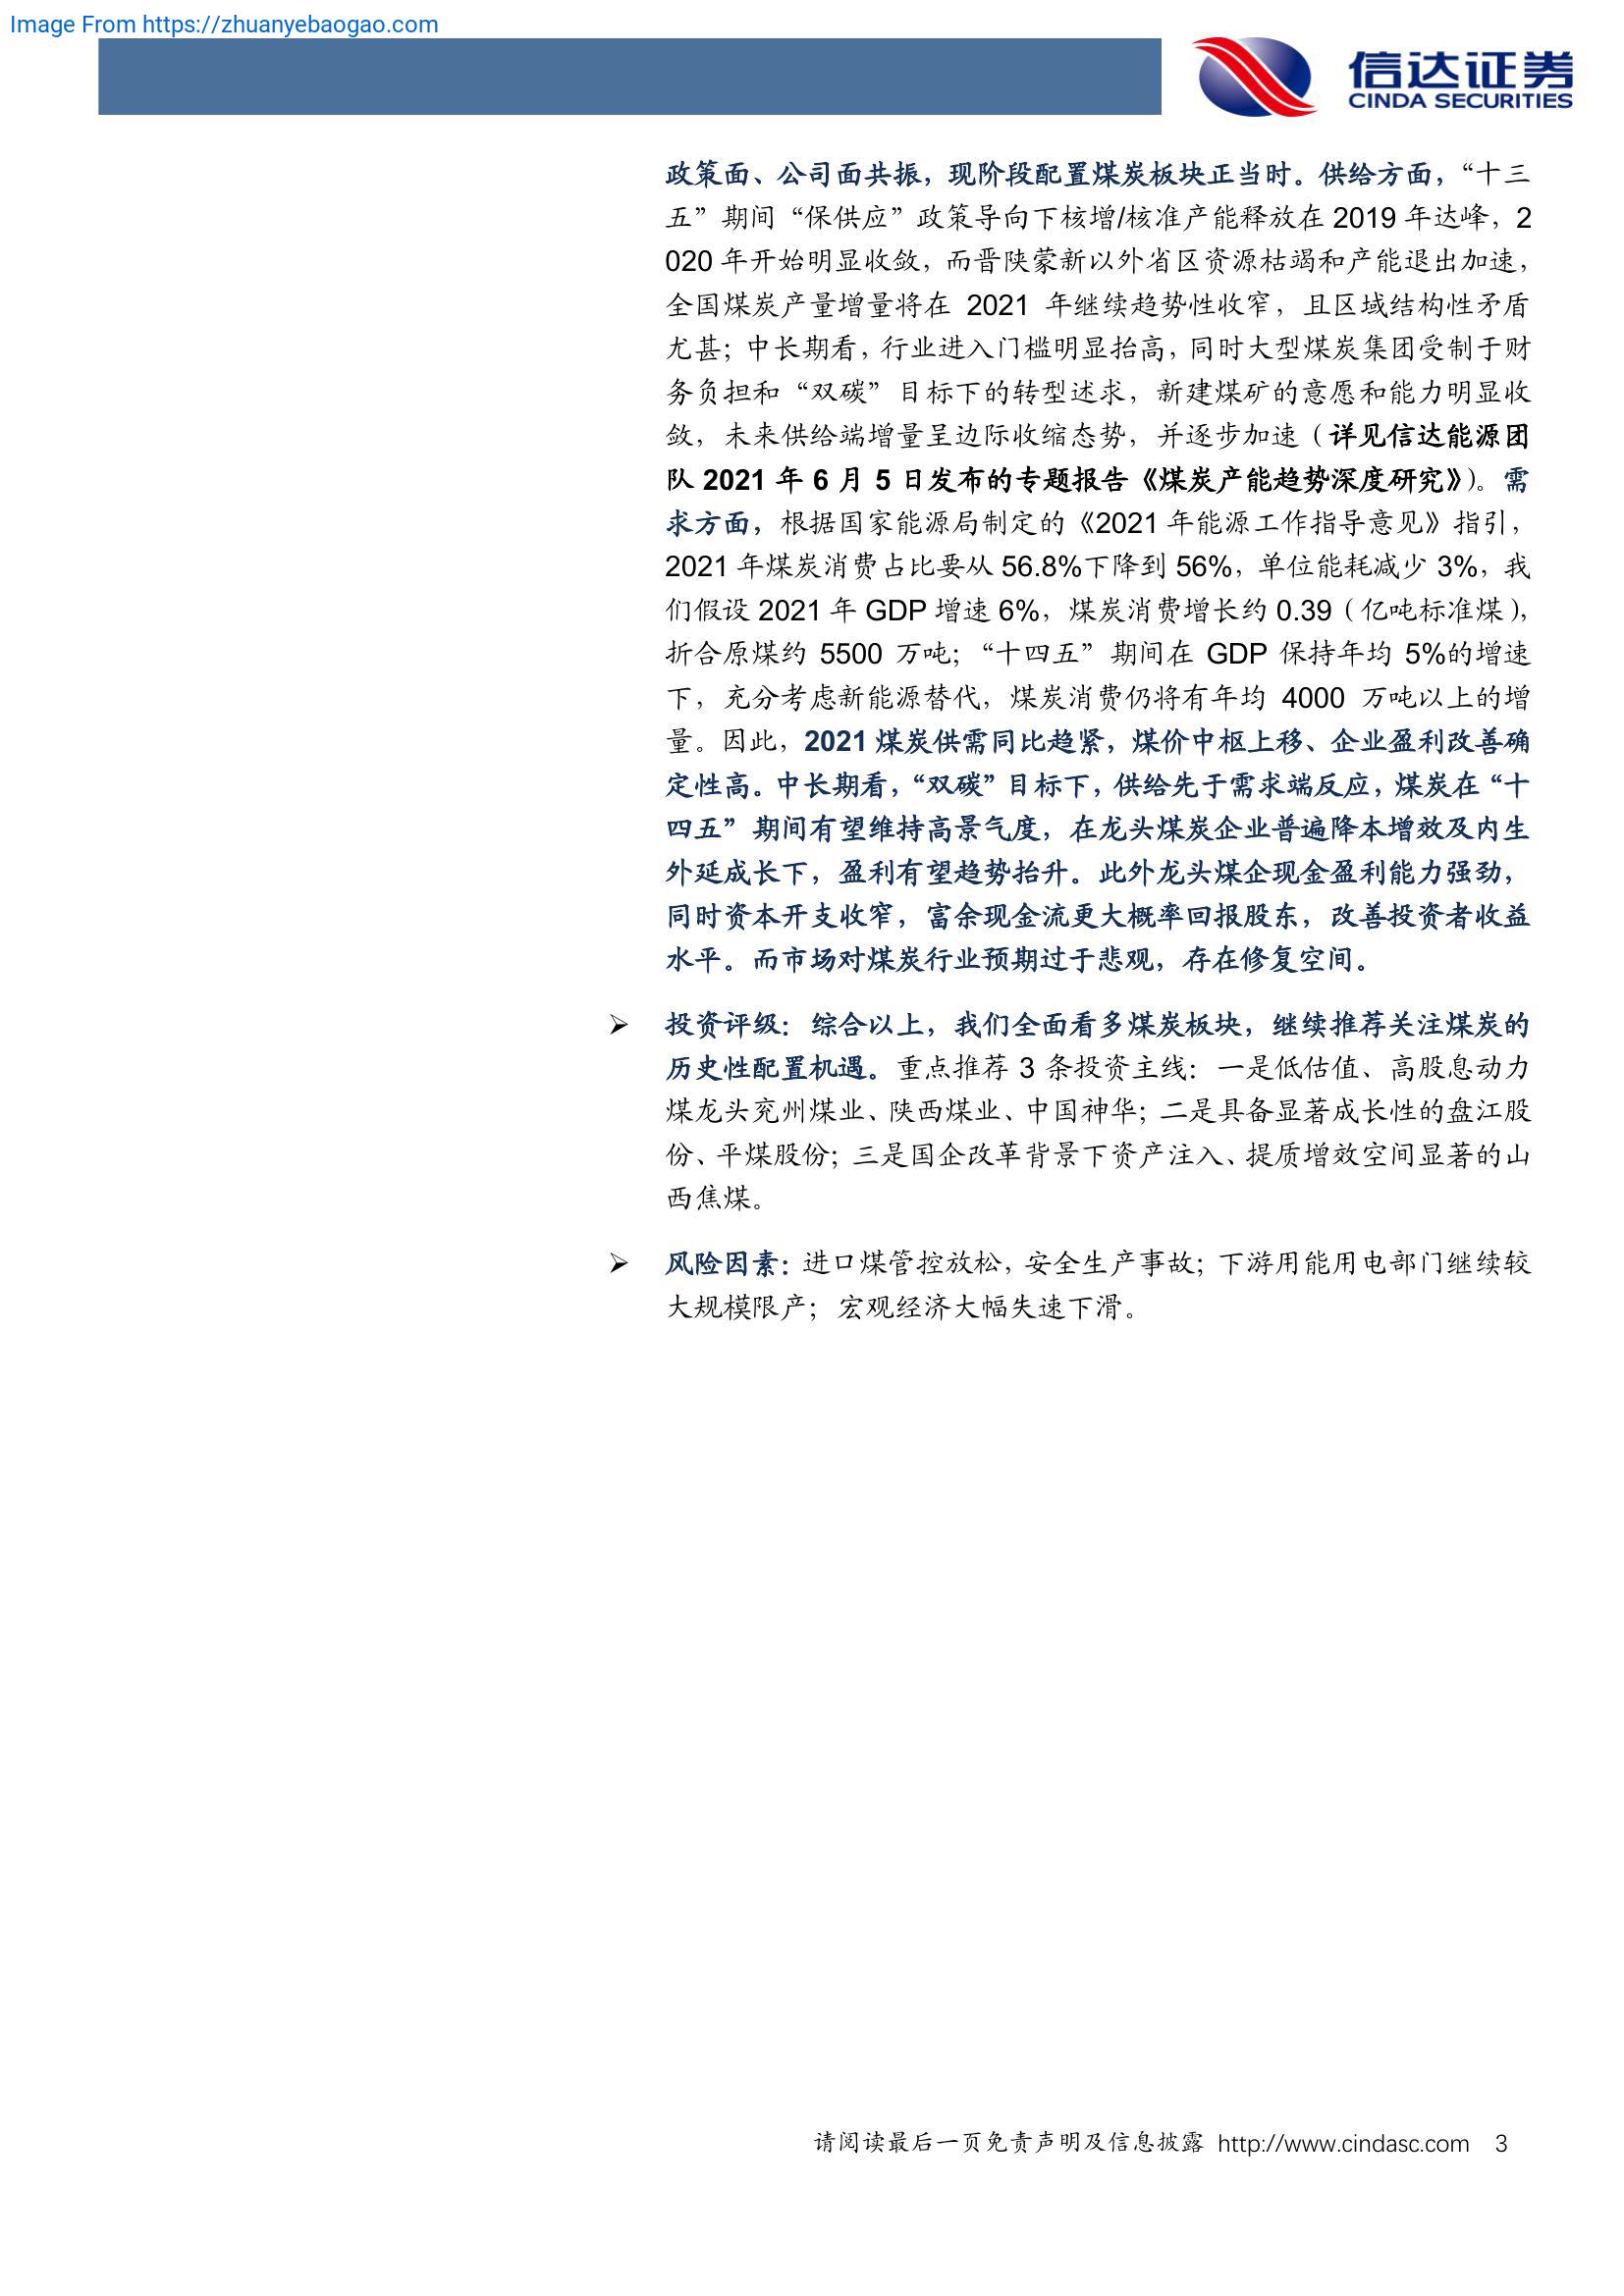 Image From https://zhuanyebaogao.com
信达证券
CINDA SECURITIES
政策面、公司面共振，现阶段配置煤炭板块正当时。供给方面，“十三
五”期间“保供应”政策导向下核增/核准产能释放在 2019 年达峰，2
020 年开始明显收敛，而晋陕蒙新以外省区资源枯竭和产能退出加速，
全国煤炭产量增量将在 2021 年继续趋势性收窄，且区域结构性矛盾
尤甚；中长期看，行业进入门槛明显抬高，同时大型煤炭集团受制于财
务负担和“双碳”目标下的转型述求，新建煤矿的意愿和能力明显收
敛，未来供给端增量呈边际收缩态势，并逐步加速（详见信达能源团
队 2021 年 6 月 5 日发布的专题报告《煤炭产能趋势深度研究》）。需
求方面，根据国家能源局制定的《2021 年能源工作指导意见》指引，
2021 年煤炭消费占比要从 56.8%下降到 56%，单位能耗减少 3%，我
们假设 2021 年 GDP 增速 6%，煤炭消费增长约 0.39（亿吨标准煤），
折合原煤约 5500 万吨；“十四五”期间在 GDP 保持年均 5%的增速
下，充分考虑新能源替代，煤炭消费仍将有年均 4000 万吨以上的增
量。因此，2021 煤炭供需同比趋紧，煤价中枢上移、企业盈利改善确
定性高。中长期看，“双碳”目标下，供给先于需求端反应，煤炭在“十
四五”期间有望维持高景气度，在龙头煤炭企业普遍降本增效及内生
外延成长下，盈利有望趋势抬升。此外龙头煤企现金盈利能力强劲，
同时资本开支收窄，富余现金流更大概率回报股东，改善投资者收益
水平。而市场对煤炭行业预期过于悲观，存在修复空间。
➢ 投资评级：综合以上，我们全面看多煤炭板块，继续推荐关注煤炭的
历史性配置机遇。重点推荐 3 条投资主线：一是低估值、高股息动力
煤龙头兖州煤业、陕西煤业、中国神华；二是具备显著成长性的盘江股
份、平煤股份；三是国企改革背景下资产注入、提质增效空间显著的山
西焦煤。
➢ 风险因素：进口煤管控放松，安全生产事故；下游用能用电部门继续较
大规模限产；宏观经济大幅失速下滑。
请阅读最后一页免责声明及信息披露 http://www.cindasc.com 3